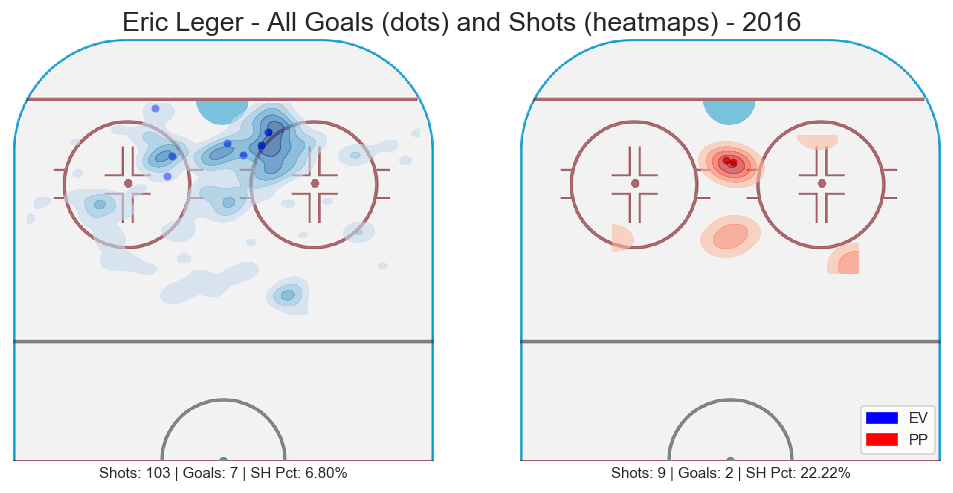 Eric Leger - All Goals (dots) and Shots (heatmaps) - 2016
EV
PP
Shots: 103 | Goals: 7 | SH Pct: 6.80%
Shots: 9 | Goals: 2 | SH Pct: 22.22%